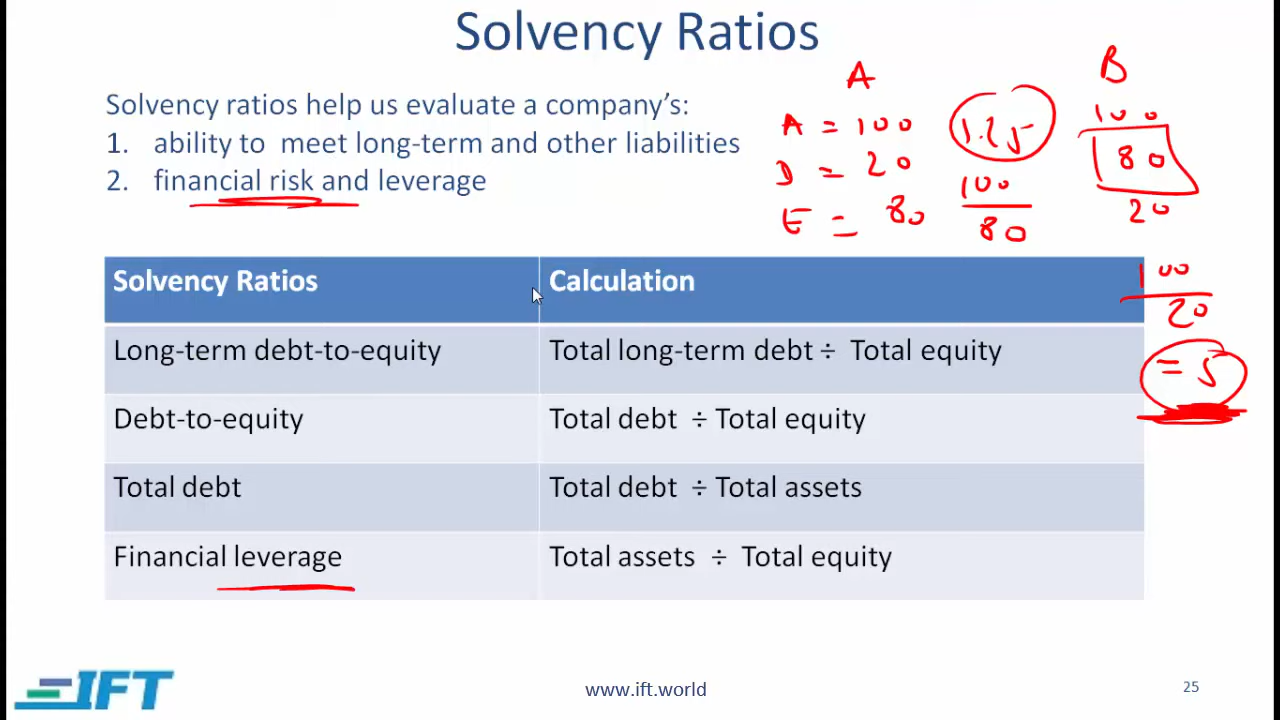 Solvency Ratios
Solvency ratios help us evaluate a company's:
1. ability to meet long-term and other liabilities
2. financial risk and leverage
A
A = 100
D = 20
E = 80
1.25
100
80
B
100
80
20
100
20
= 5
Solvency Ratios Calculation
Long-term debt-to-equity Total long-term debt ÷ Total equity
Debt-to-equity Total debt ÷ Total equity
Total debt Total debt ÷ Total assets
Financial leverage Total assets ÷ Total equity
IFT
www.ift.world
25